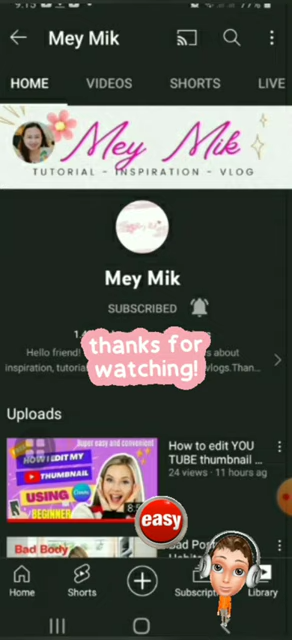 Mey Mik
HOME VIDEOS SHORTS LIVE
Mey Mik
TUTORIAL - INSPIRATION - VLOG
Mey Mik
SUBSCRIBED
thanks for
watching!
Hello friend! about
inspiration, vlogs.Than...
Uploads
Super easy and convenient
HOW I EDIT MY
THUMBNAIL
USING Canva
BEGINNER
How to edit YOU
TUBE thumbnail ...
24 views · 11 hours ago
easy
Bad Body
Home Shorts Library